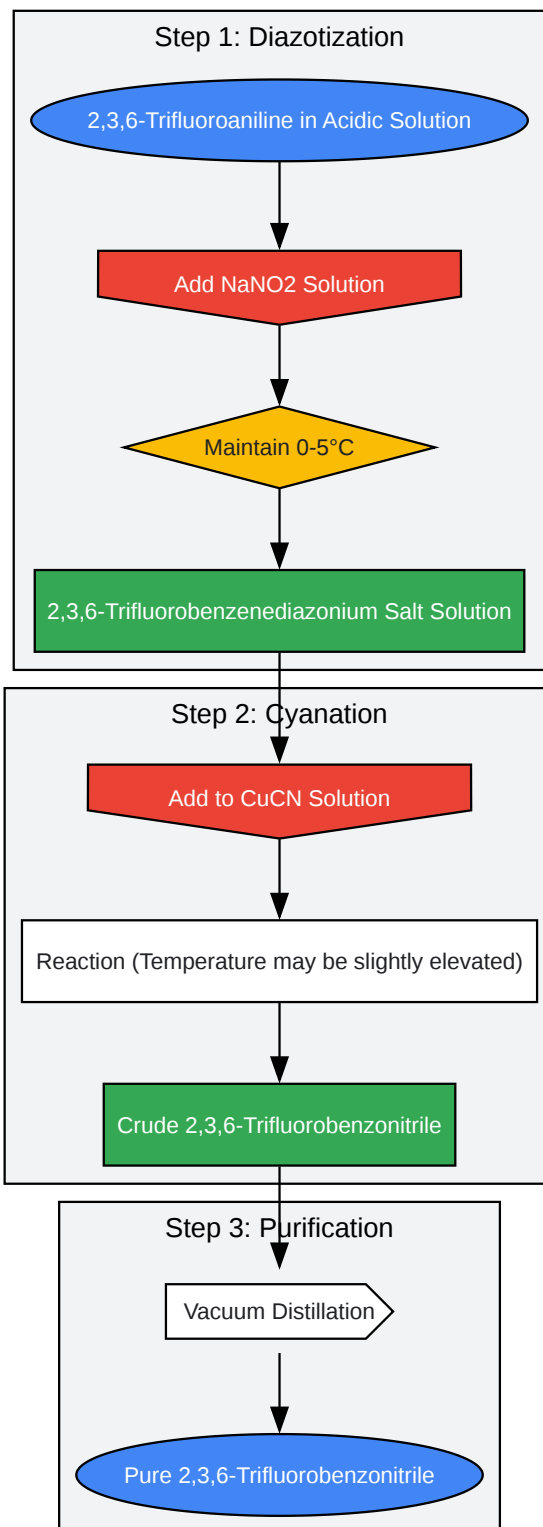 Step 1: Diazotization
2,3,6-Trifluoroaniline in Acidic Solution
Add NaNO2 Solution
Maintain 0-5°C
2,3,6-Trifluorobenzenediazonium Salt Solution
Step 2: Cyanation
Add to CuCN Solution
Reaction (Temperature may be slightly elevated)
Crude 2,3,6-Trifluorobenzonitrile
Step 3: Purification
Vacuum Distillation
Pure 2,3,6-Trifluorobenzonitrile